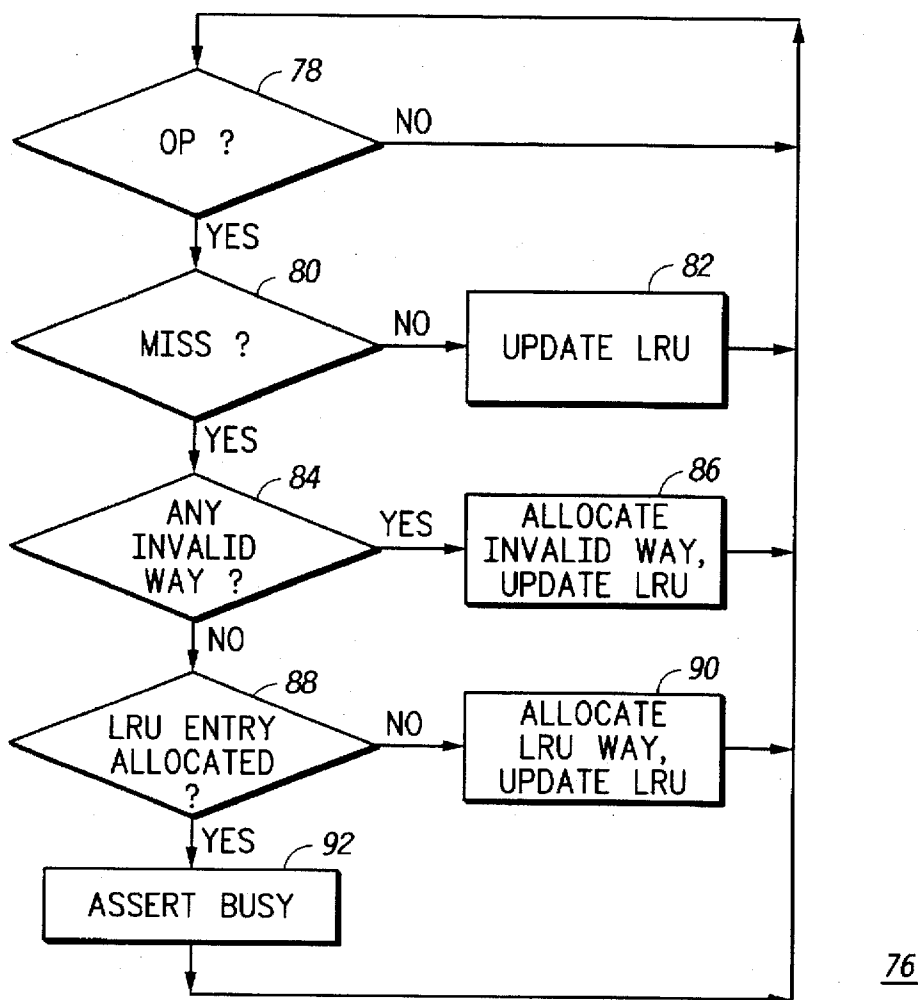 78
OP ?
NO
YES
80
MISS ?
NO
82
UPDATE LRU
YES
84
ANY
INVALID
WAY ?
YES
86
ALLOCATE
INVALID WAY,
UPDATE LRU
NO
88
LRU ENTRY
ALLOCATED
?
NO
90
ALLOCATE
LRU WAY,
UPDATE LRU
YES
92
ASSERT BUSY
76